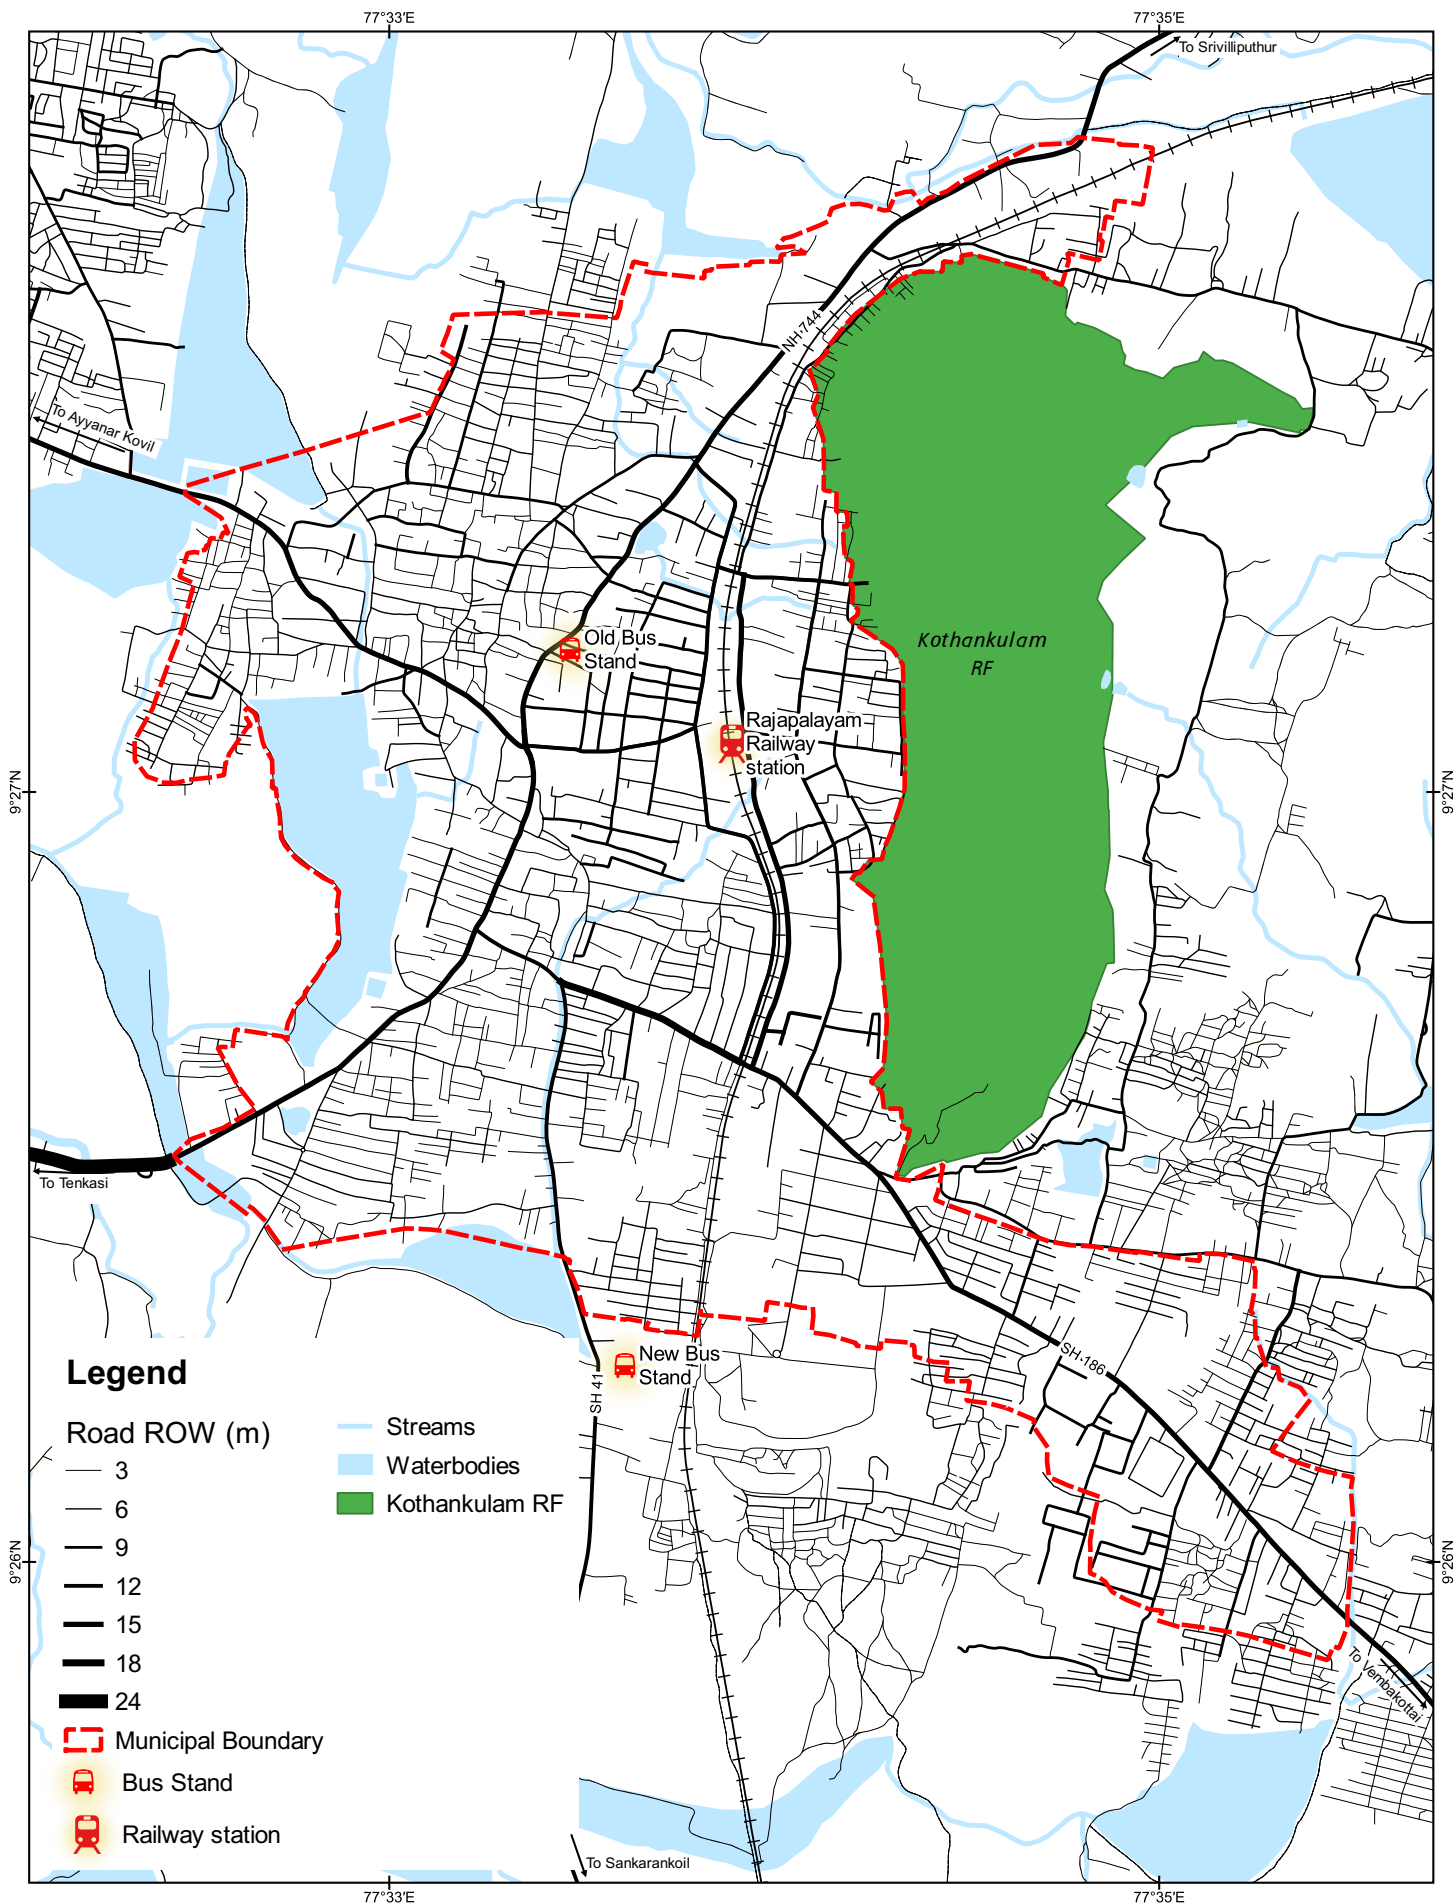 77°33'E
77°35'E
To Srivilliputhur
NH 744
To Ayyanar Kovil
Old Bus
Stand
Kothankulam
RF
Rajapalayam
Railway
station
9°27'N
9°27'N
To Tenkasi
New Bus
Stand
SH 41
SH 186
Legend
Road ROW (m)
3
6
9
12
15
18
24
Municipal Boundary
Bus Stand
Railway station
Streams
Waterbodies
Kothankulam RF
9°26'N
9°26'N
To Vembakottai
To Sankarankoil
77°33'E
77°35'E